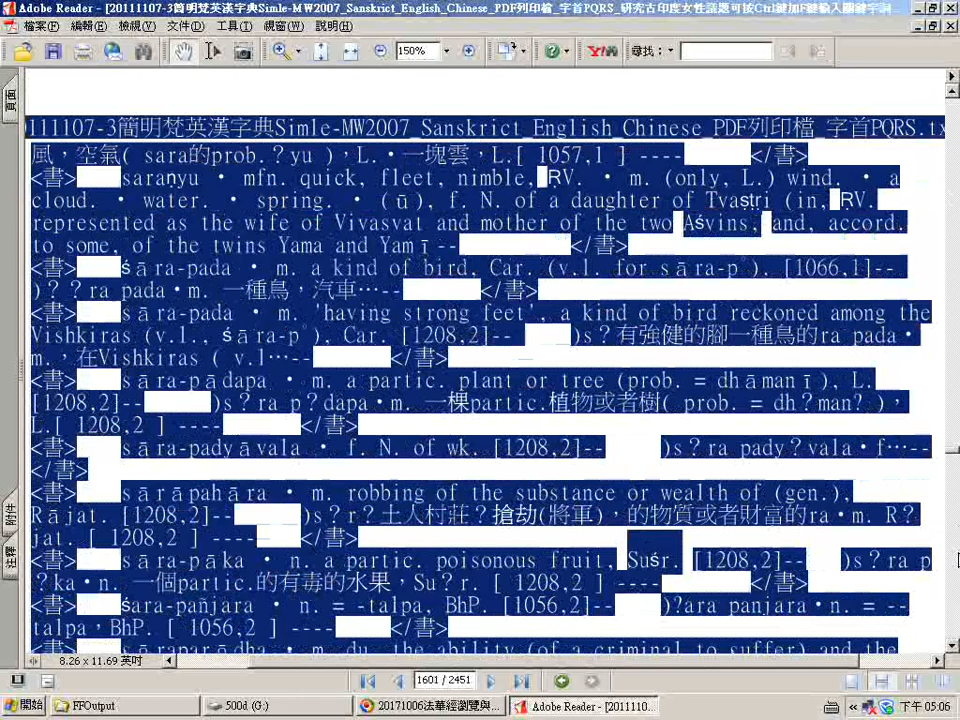 Adobe Reader - [20111107-3簡明梵英漢字典Simle-MW2007_Sanskrict_English_Chinese_PDF列印檔_字首PQRS_研究古印度女性議題可按Ctrl鍵加F鍵輸入關鍵字詞
檔案(F) 編輯(E) 檢視(V) 文件(D) 工具(T) 視窗(W) 說明(H)
150% 尋找：
頁面
0111107-3簡明梵英漢字典Simle-MW2007_Sanskrict_English_Chinese_PDF列印檔_字首PQRS.tx
風，空氣( sara的prob.？yu )，L.‧一塊雲，L.[ 1057,1 ] ---- </書>
<書> saraṇyu ‧ mfn. quick, fleet, nimble, ṚV. ‧ m. (only, L.) wind. ‧ a
cloud. ‧ water. ‧ spring. ‧ (ū), f. N. of a daughter of Tvaṣṭṛi (in, ṚV.
represented as the wife of Vivasvat and mother of the two Aśvins, and, accord.
to some, of the twins Yama and Yamī-- </書>
<書> śāra-pada ‧ m. a kind of bird, Car. (v.l. for sāra-p°). [1066,1]--
)？？ra pada‧m. 一種鳥，汽車…-- </書>
<書> sāra-pada ‧ m. 'having strong feet', a kind of bird reckoned among the
Vishkiras (v.l., śāra-p°), Car. [1208,2]-- )s？有強健的腳一種鳥的ra pada‧
m.，在Vishkiras ( v.l…-- </書>
<書> sāra-pādapa ‧ m. a partic. plant or tree (prob. = dhāmanī), L.
[1208,2]-- )s？ra p？dapa‧m. 一棵partic.植物或者樹( prob. = dh？man？ )，
L.[ 1208,2 ] ---- </書>
<書> sāra-padyāvala ‧ f. N. of wk. [1208,2]-- )s？ra pady？vala‧f…--
</書>
<書> sārāpahāra ‧ m. robbing of the substance or wealth of (gen.),
Rājat. [1208,2]-- )s？r？土人村莊？搶劫(將軍)，的物質或者財富的ra‧m. R？
jat. [ 1208,2 ] ---- </書>
<書> sāra-pāka ‧ n. a partic. poisonous fruit, Suśr. [1208,2]-- )s？ra p
？ka‧n. 一個partic.的有毒的水果，Su？r. [ 1208,2 ] ---- </書>
<書> śara-pañjara ‧ n. = -talpa, BhP. [1056,2]-- )?ara panjara‧n. = --
talpa，BhP. [ 1056,2 ] ---- </書>
<書> sāparādha ‧ m. du. the ability (of a criminal to suffer) and the
附件
注釋
8.26 x 11.69 英吋
1601 / 2451
開始 FFOutput 500d (G:) 20171006法華經瀏覽與... Adobe Reader - [2011110... 下午 05:06